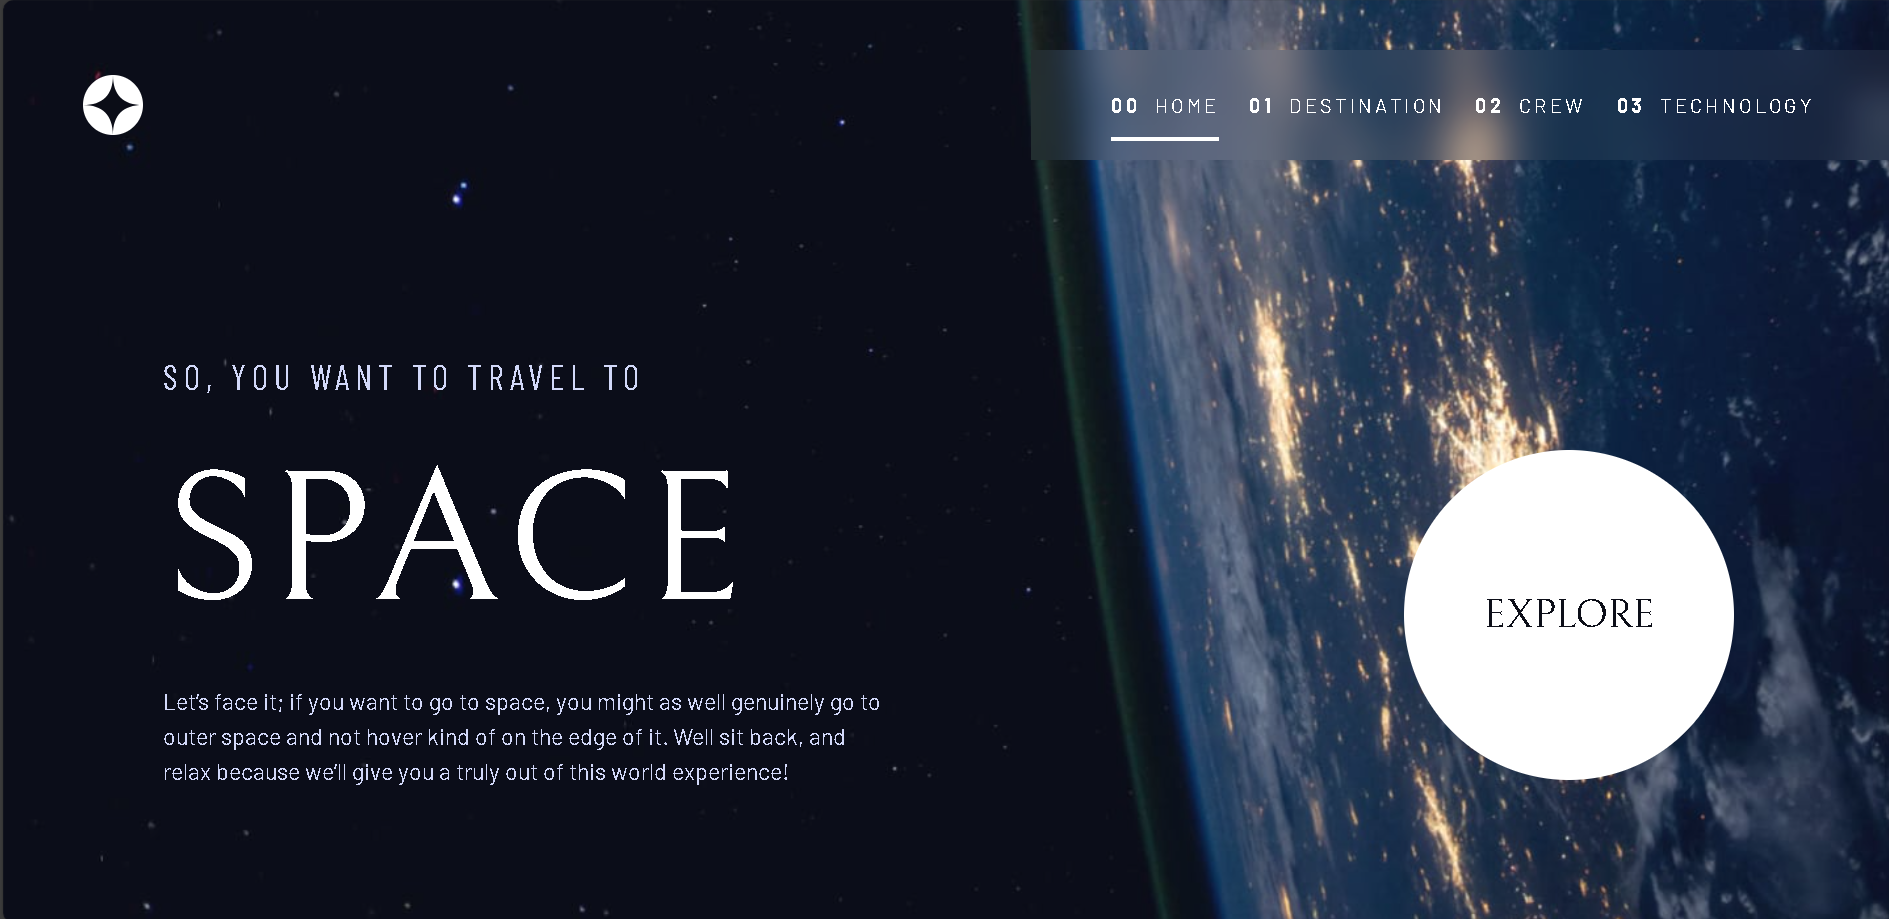 00 HOME 01 DESTINATION 02 CREW 03 TECHNOLOGY
SO, YOU WANT TO TRAVEL TO
SPACE
Let’s face it; if you want to go to space, you might as well genuinely go to
outer space and not hover kind of on the edge of it. Well sit back, and
relax because we’ll give you a truly out of this world experience!
EXPLORE